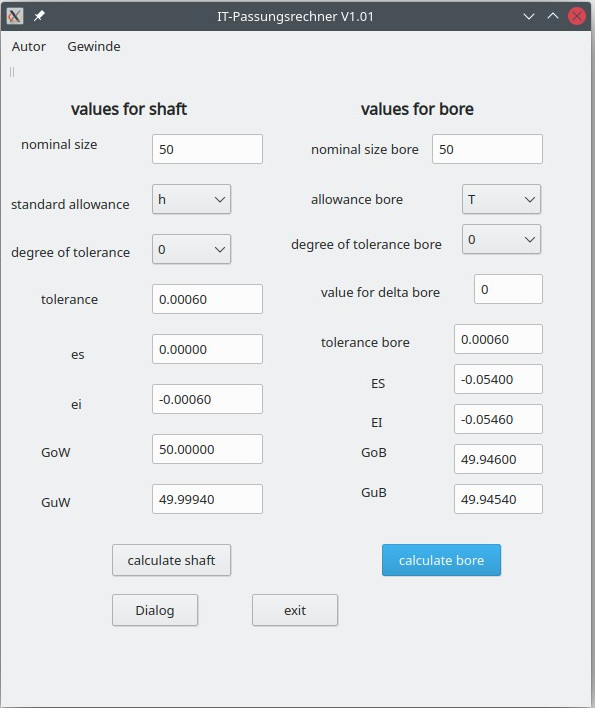 IT-Passungsrechner V1.01
Autor Gewinde
values for shaft
nominal size 50
standard allowance h
degree of tolerance 0
tolerance 0.00060
es 0.00000
ei -0.00060
GoW 50.00000
GuW 49.99940
calculate shaft
values for bore
nominal size bore 50
allowance bore T
degree of tolerance bore 0
value for delta bore 0
tolerance bore 0.00060
ES -0.05400
EI -0.05460
GoB 49.94600
GuB 49.94540
calculate bore
Dialog exit